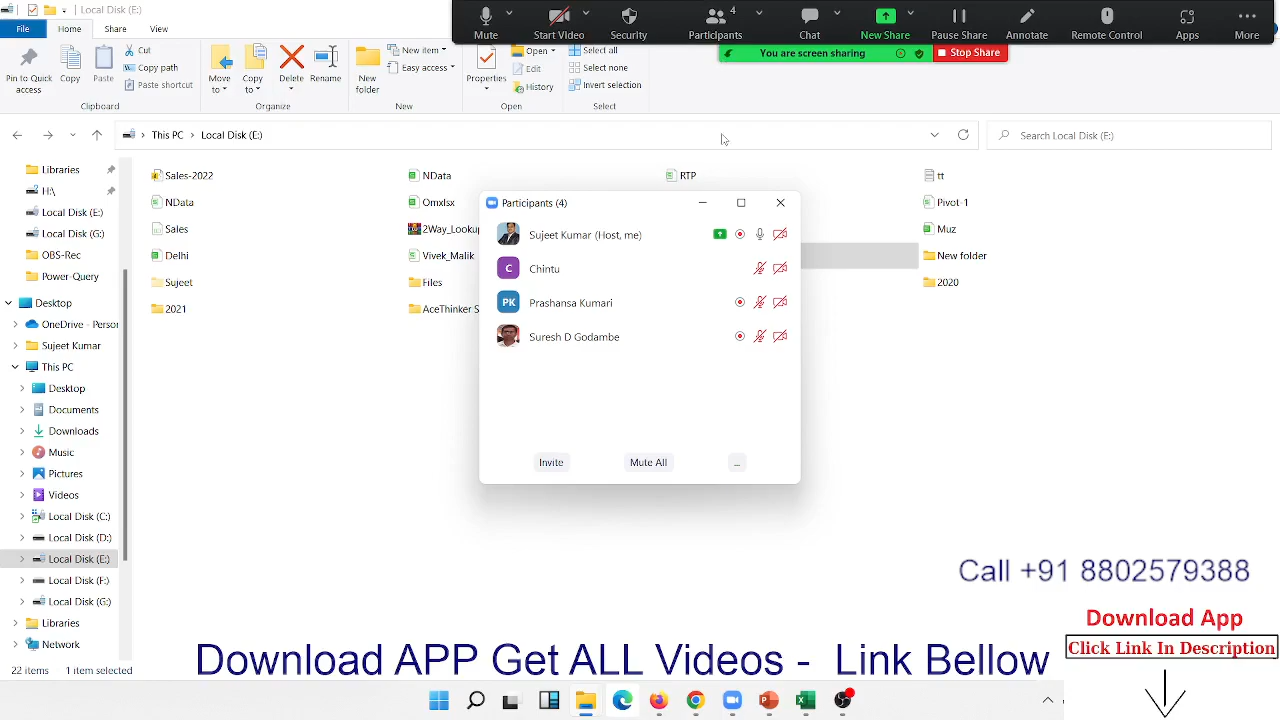 Local Disk (E:)
Mute
Start Video
Security
4
Participants
Chat
New Share
Pause Share
Annotate
Remote Control
Apps
More
You are screen sharing
Stop Share
File
Home
Share
View
Pin to Quick
access
Copy
Paste
Cut
Copy path
Paste shortcut
Clipboard
Move
to
Copy
to
Delete
Rename
Organize
New
folder
New item
Easy access
New
Properties
Open
Edit
History
Open
Select all
Select none
Invert selection
Select
This PC
Local Disk (E:)
Search Local Disk (E:)
Libraries
H:\
Local Disk (E:)
Local Disk (G:)
OBS-Rec
Power-Query
Desktop
OneDrive - Perso
Sujeet Kumar
This PC
Desktop
Documents
Downloads
Music
Pictures
Videos
Local Disk (C:)
Local Disk (D:)
Local Disk (E:)
Local Disk (F:)
Local Disk (G:)
Libraries
Network
Sales-2022
NData
Sales
Delhi
Sujeet
2021
NData
Omxlsx
2Way_Looku
Vivek_Malik
Files
AceThinker S
RTP
tt
Pivot-1
Muz
New folder
2020
Participants (4)
Sujeet Kumar (Host, me)
C
Chintu
PK
Prashansa Kumari
Suresh D Godambe
Invite
Mute All
...
22 items
1 item selected
Call +91 8802579388
Download App
Click Link In Description
Download APP Get ALL Videos - Link Bellow